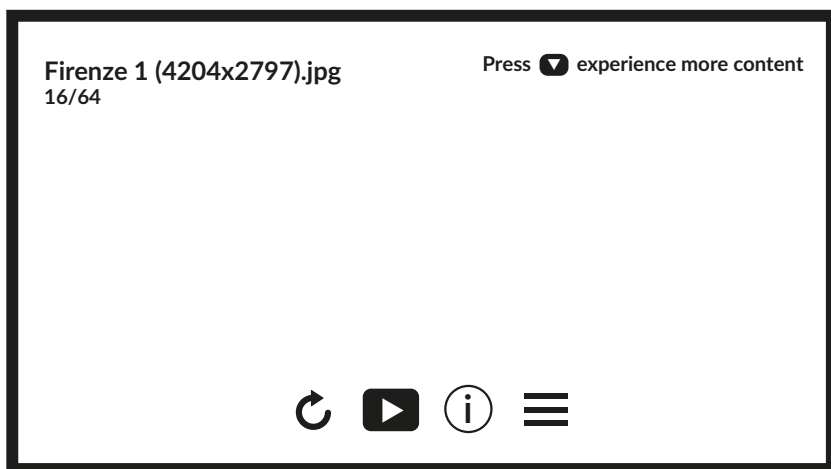 Firenze 1 (4204x2797).jpg
16/64
Press ▼ experience more content
i